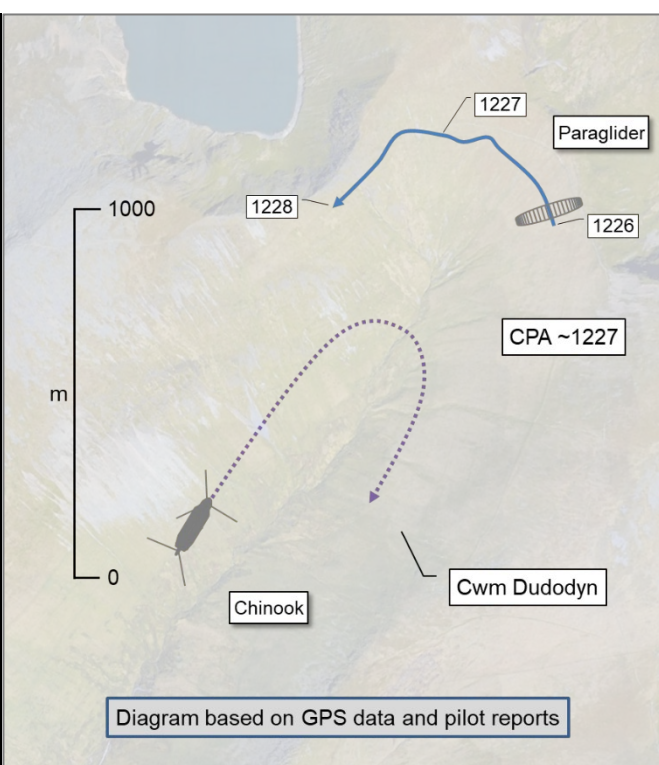 1227
Paraglider
1000
1228
1226
CPA ~1227
m
0
Cwm Dudodyn
Chinook
Diagram based on GPS data and pilot reports